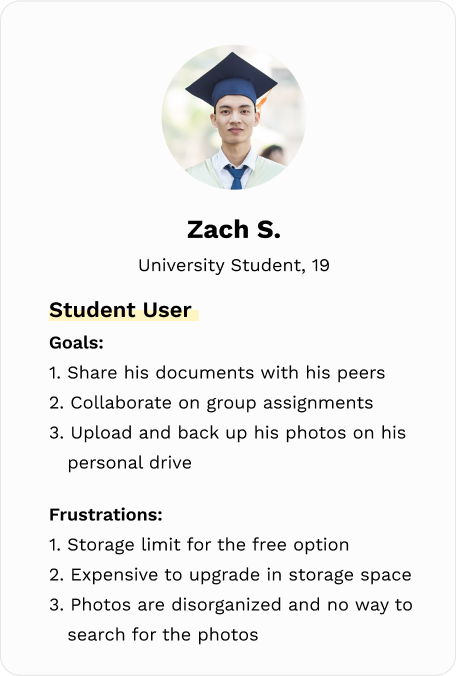 Zach S.
University Student, 19
Student User
Goals:
1. Share his documents with his peers
2. Collaborate on group assignments
3. Upload and back up his photos on his
personal drive
Frustrations:
1. Storage limit for the free option
2. Expensive to upgrade in storage space
3. Photos are disorganized and no way to
search for the photos